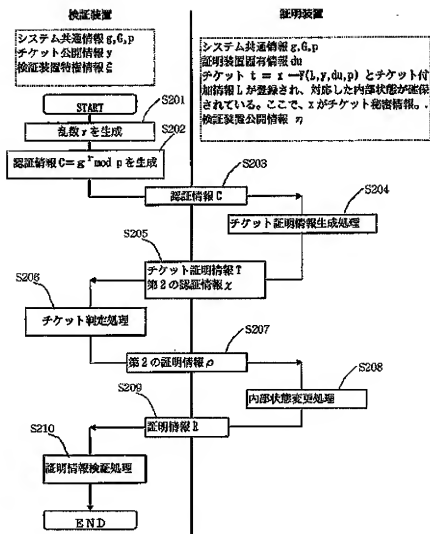 検証装置
証明装置
システム共通情報 g,G,p
チケット公開情報 y
検証装置特権情報 ξ
システム共通情報 g,G,p
証明装置固有情報 du
チケット t = x −F(L,y,du,p) とチケット付
加情報 L が登録され、対応した内部状態が確保
されている。ここで、xがチケット秘密情報。
検証装置公開情報 η
START
S201
乱数 r を生成
S202
認証情報 C=g^r mod p を生成
S203
認証情報 C
S204
チケット証明情報生成処理
S205
チケット証明情報 T
第2の認証情報 χ
S206
チケット判定処理
S207
第2の証明情報 ρ
S208
内部状態変更処理
S209
証明情報 R
S210
証明情報検証処理
END